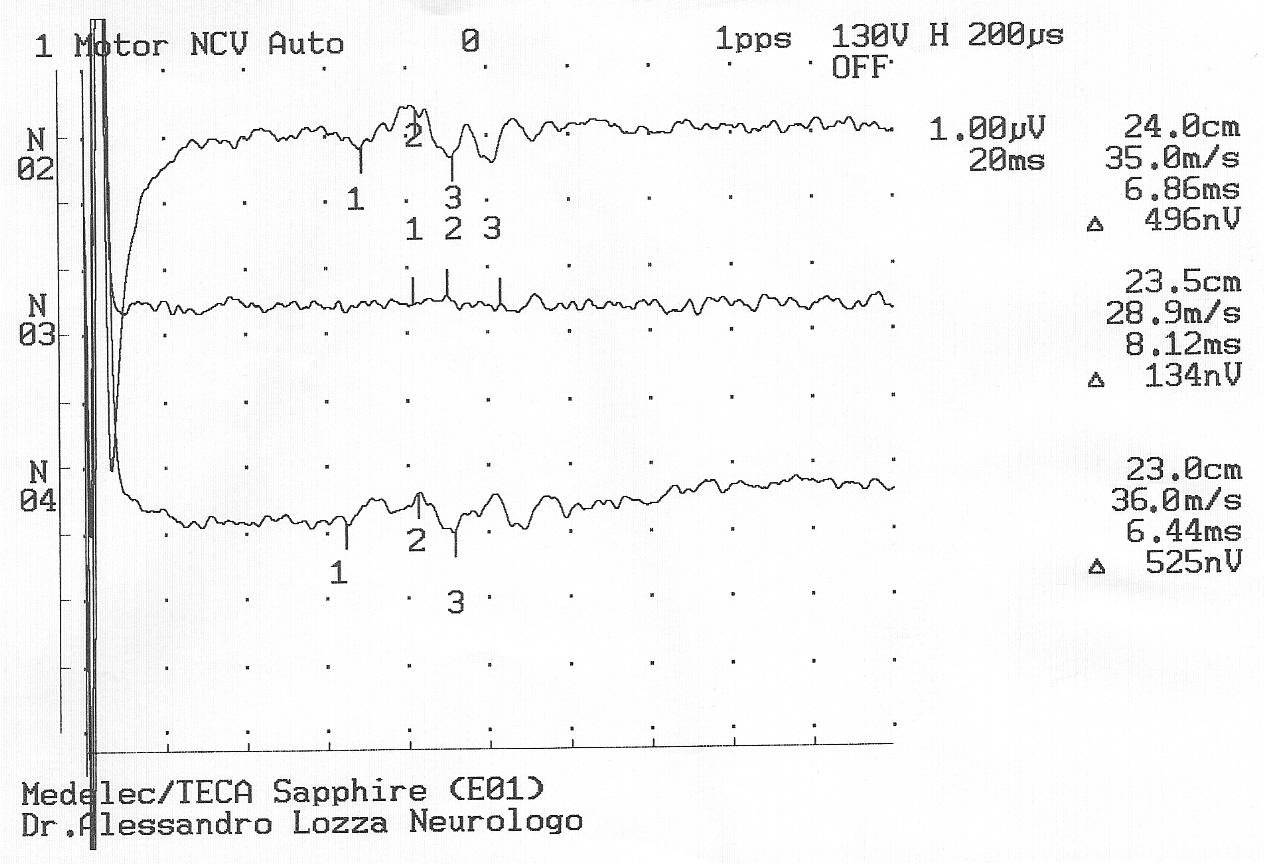 1 Motor NCV Auto 0 1pps 130V H 200µs
OFF
N
02
2
1 3
1 2 3
1.00µV
20ms
24.0cm
35.0m/s
6.86ms
△ 496nV
N
03
23.5cm
28.9m/s
8.12ms
△ 134nV
N
04
2
1
3
23.0cm
36.0m/s
6.44ms
△ 525nV
Medelec/TECA Sapphire (E01)
Dr.Alessandro Lozza Neurologo